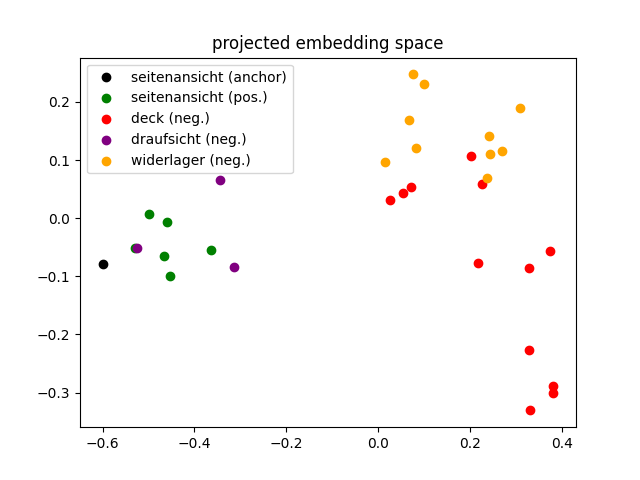 projected embedding space
seitenansicht (anchor)
seitenansicht (pos.)
deck (neg.)
draufsicht (neg.)
widerlager (neg.)
0.2
0.1
0.0
−0.1
−0.2
−0.3
−0.6
−0.4
−0.2
0.0
0.2
0.4